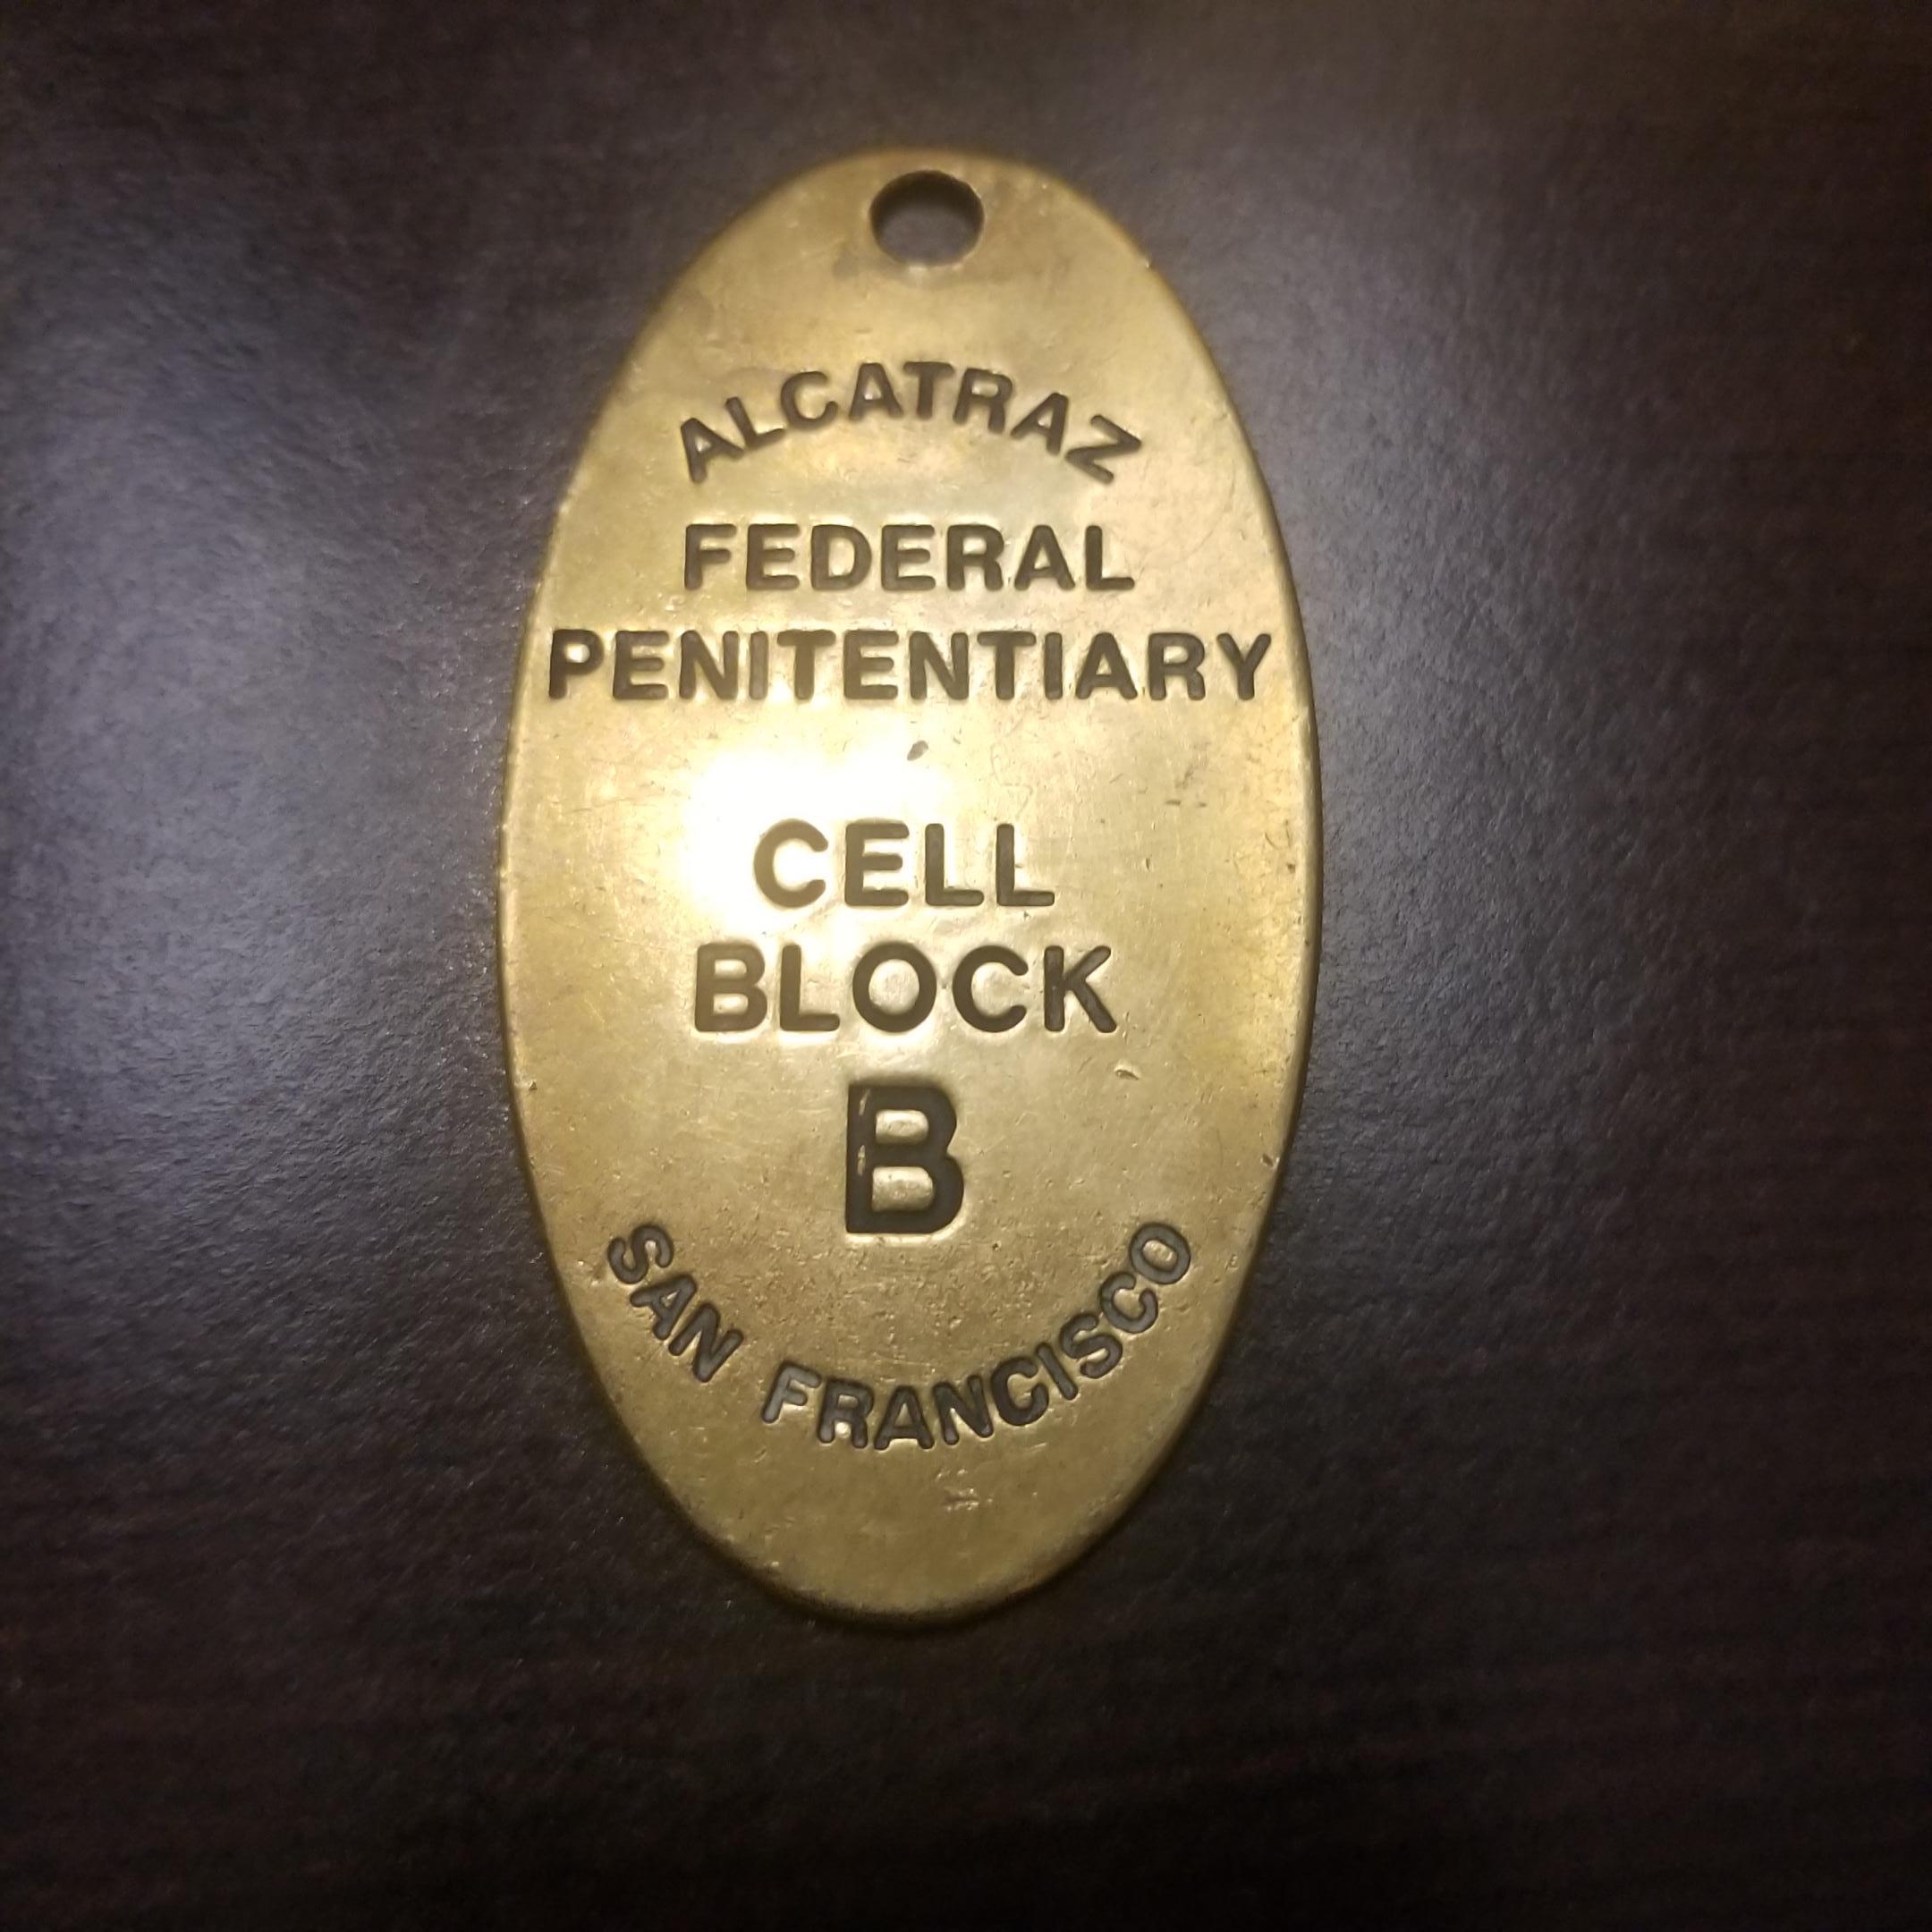 ALCATRAZ
FEDERAL
PENITENTIARY
CELL
BLOCK
B
SAN FRANCISCO